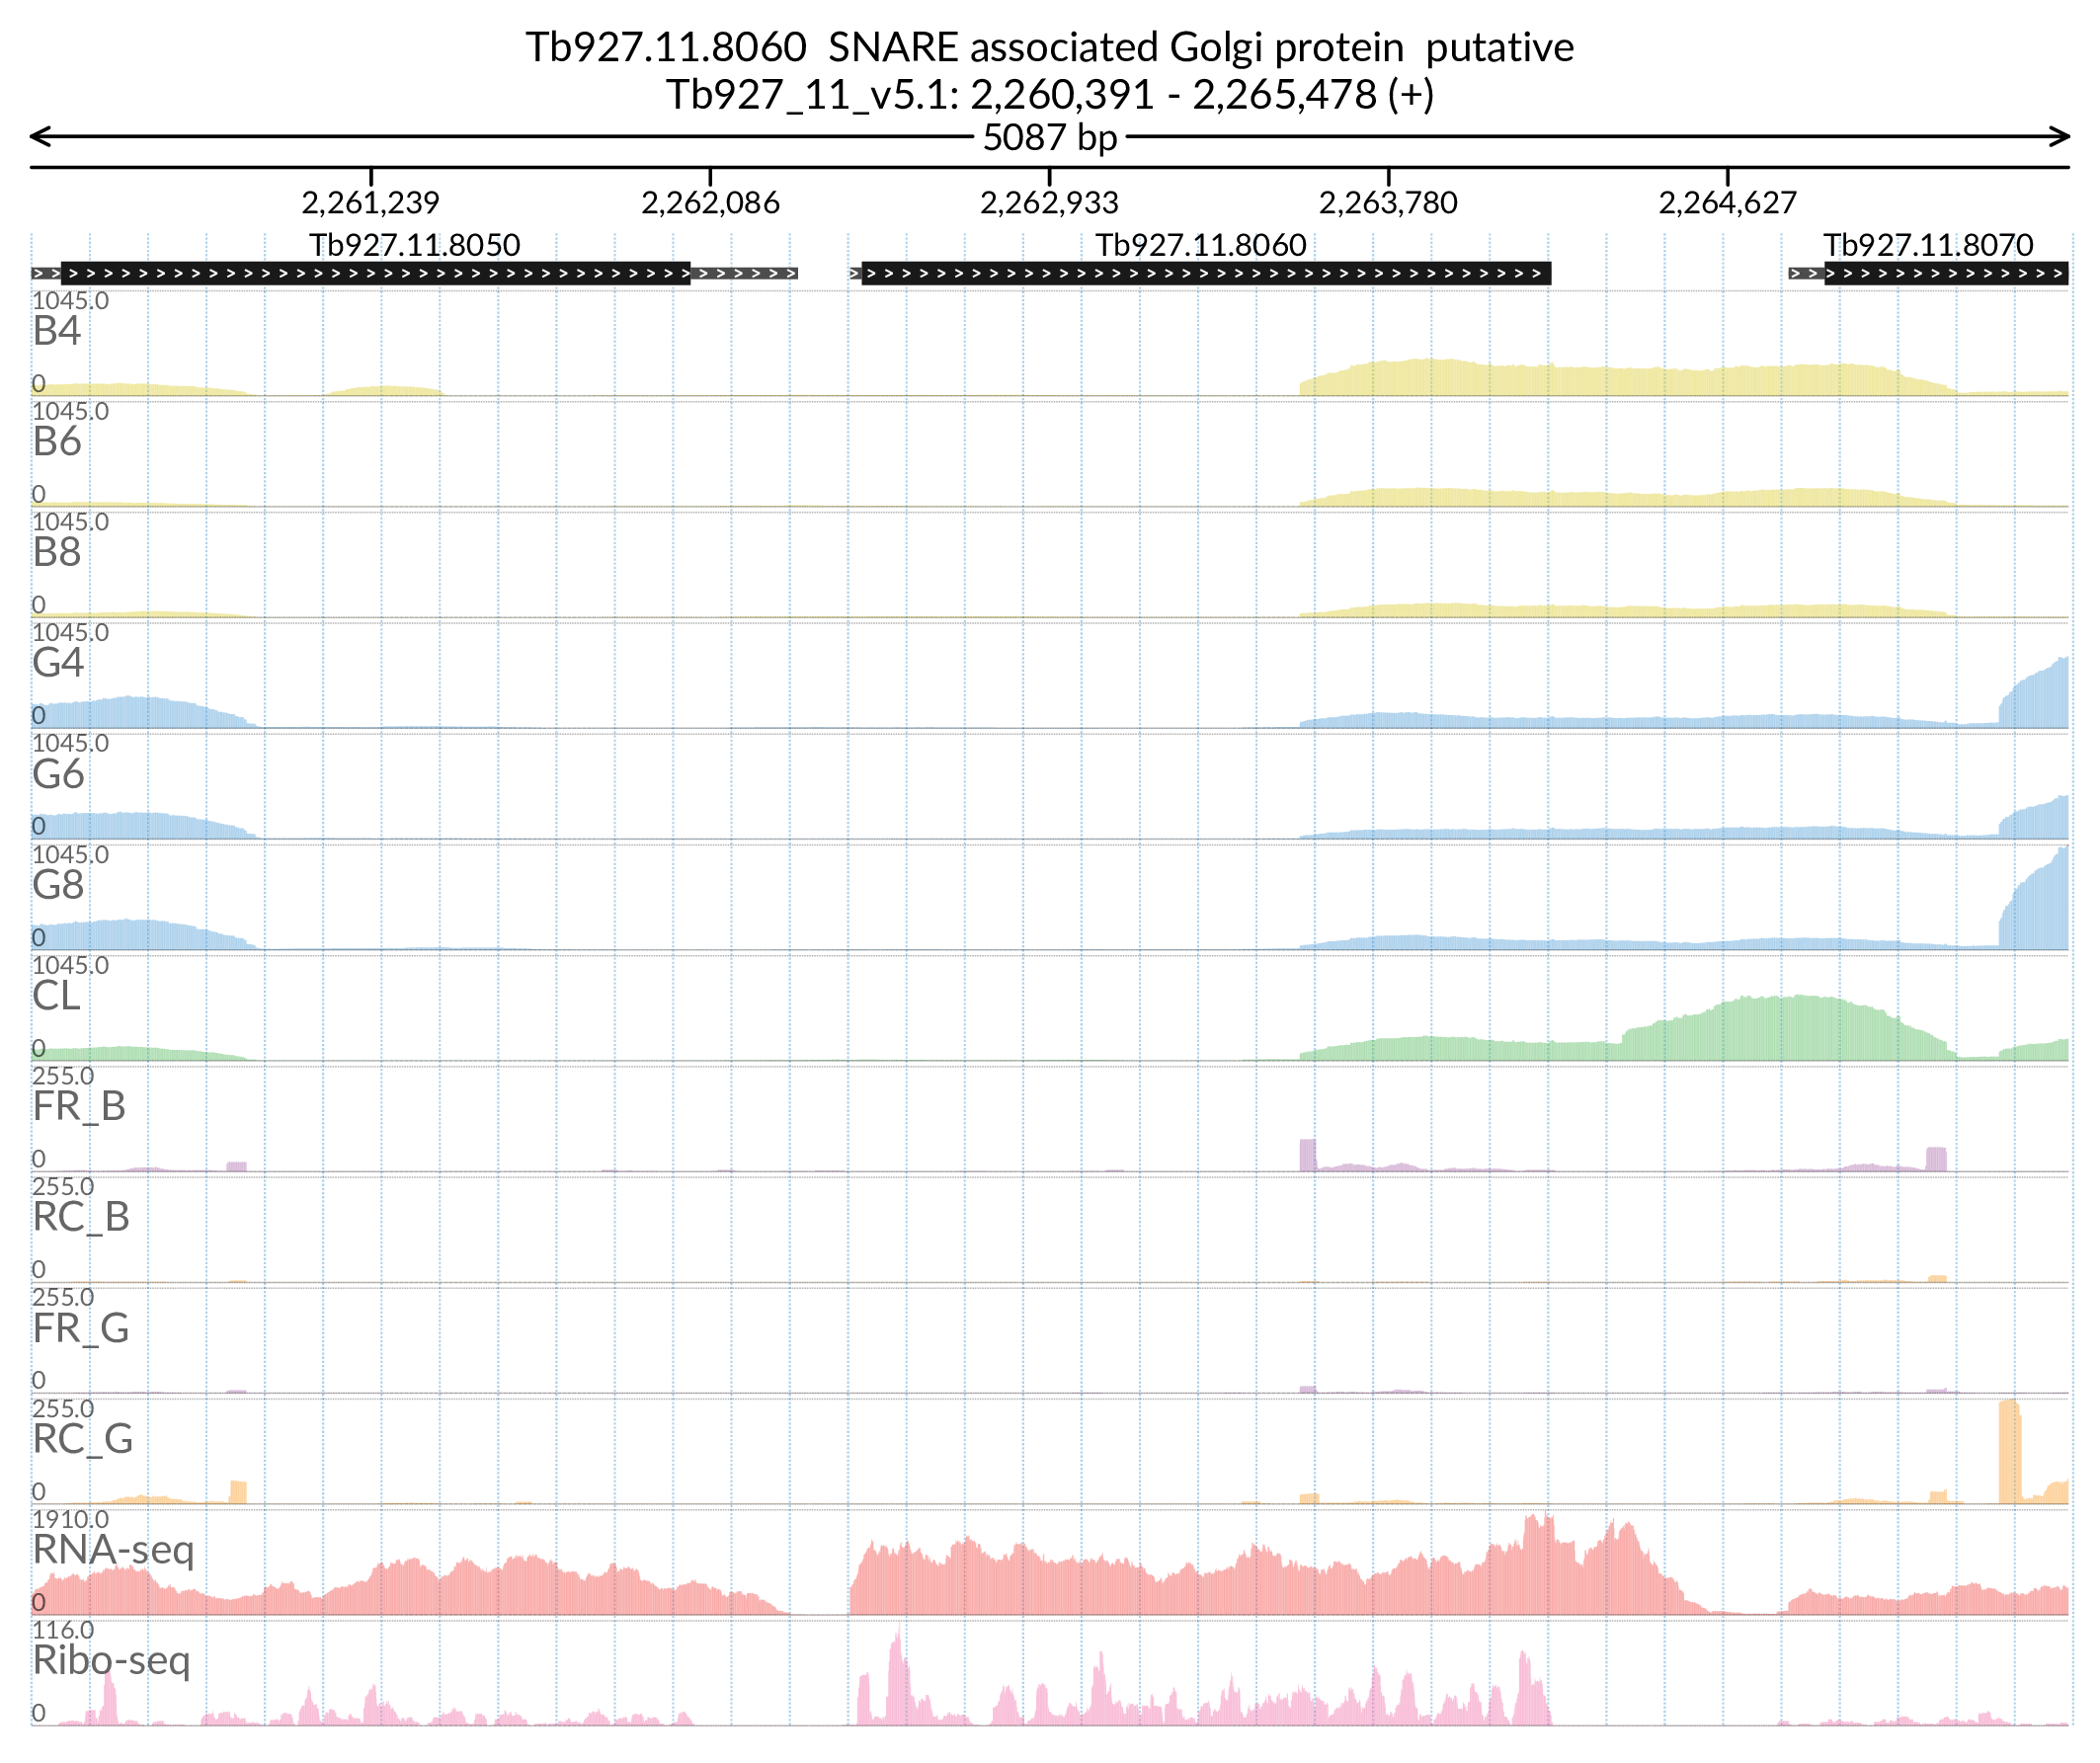 Tb927.11.8060  SNARE associated Golgi protein  putative
Tb927_11_v5.1: 2,260,391 - 2,265,478 (+)
5087 bp
2,261,239 2,262,086 2,262,933 2,263,780 2,264,627
Tb927.11.8050 Tb927.11.8060 Tb927.11.8070
1045.0
B4
0
1045.0
B6
0
1045.0
B8
0
1045.0
G4
0
1045.0
G6
0
1045.0
G8
0
1045.0
CL
0
255.0
FR_B
0
255.0
RC_B
0
255.0
FR_G
0
255.0
RC_G
0
1910.0
RNA-seq
0
116.0
Ribo-seq
0